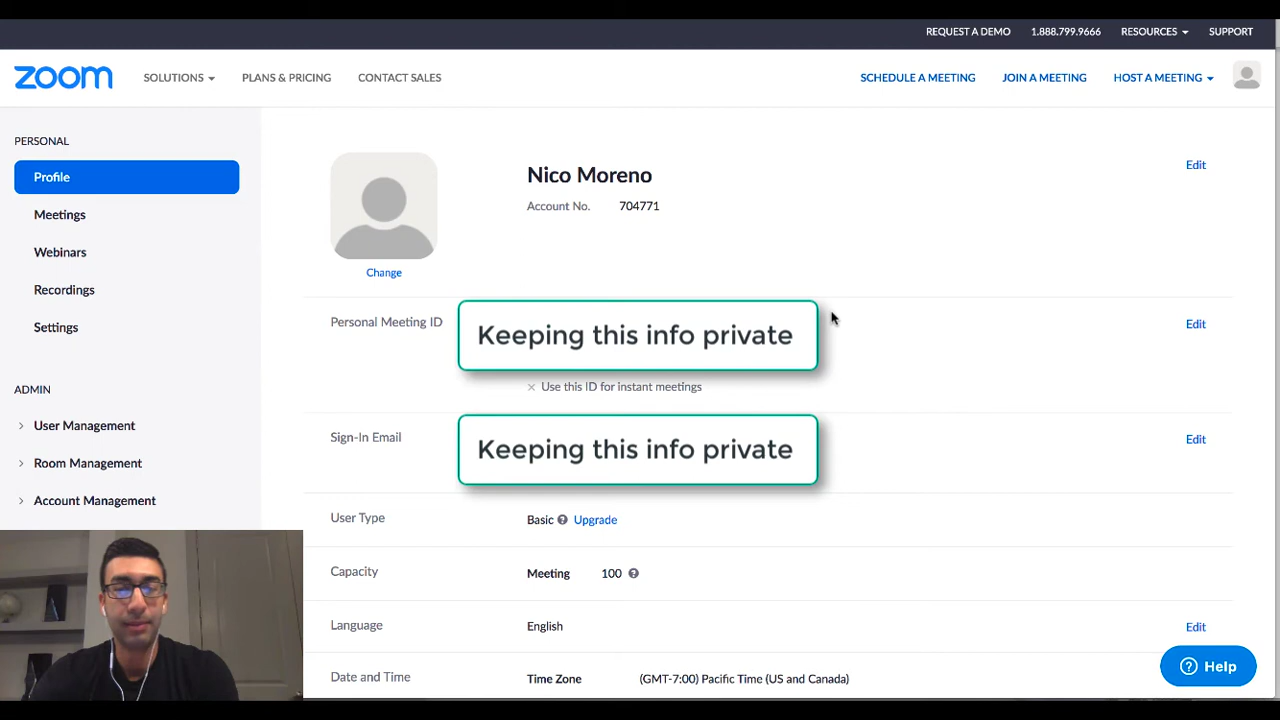 REQUEST A DEMO 1.888.799.9666 RESOURCES SUPPORT
zoom SOLUTIONS PLANS & PRICING CONTACT SALES SCHEDULE A MEETING JOIN A MEETING HOST A MEETING
PERSONAL
Profile
Meetings
Webinars
Recordings
Settings
ADMIN
User Management
Room Management
Account Management
Change
Nico Moreno Edit
Account No. 704771
Personal Meeting ID Keeping this info private Edit
× Use this ID for instant meetings
Sign-In Email Keeping this info private Edit
User Type Basic ? Upgrade
Capacity Meeting 100 ?
Language English Edit
Date and Time Time Zone (GMT-7:00) Pacific Time (US and Canada)
? Help